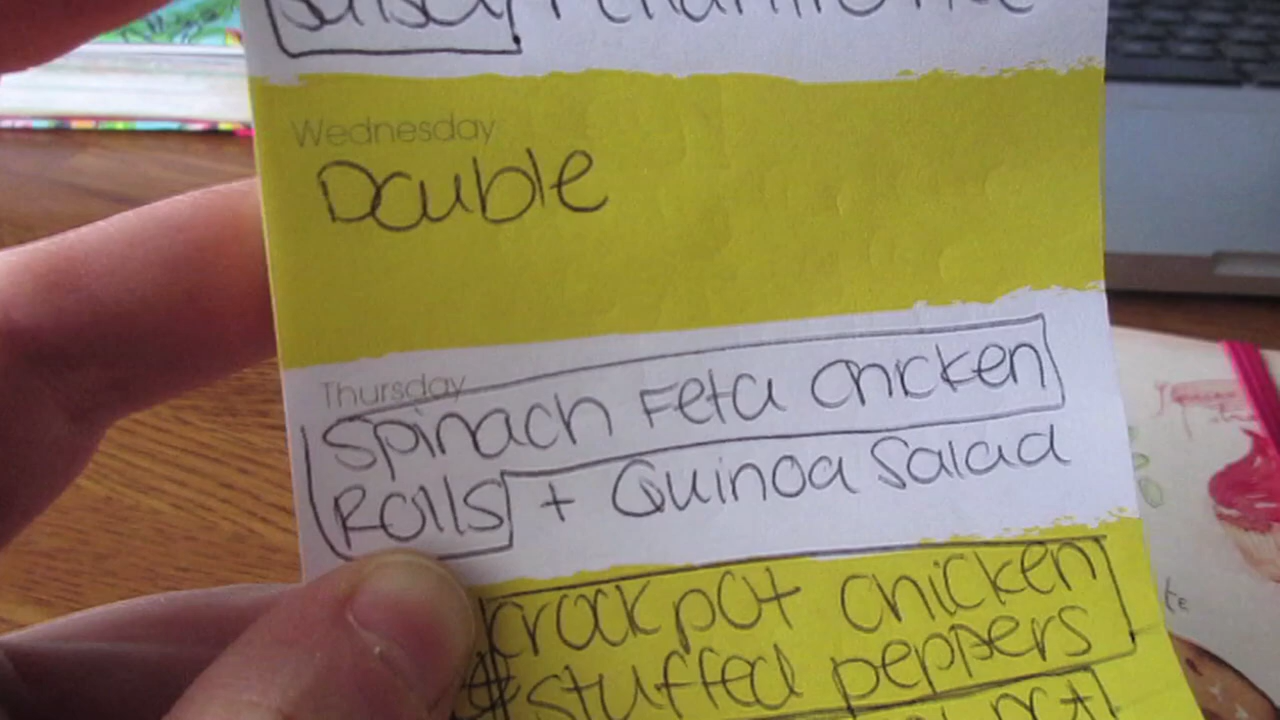 Wednesday
Double
Thursday
Spinach Feta Chicken
Rolls + Quinoa Salad
crockpot chicken
stuffed peppers